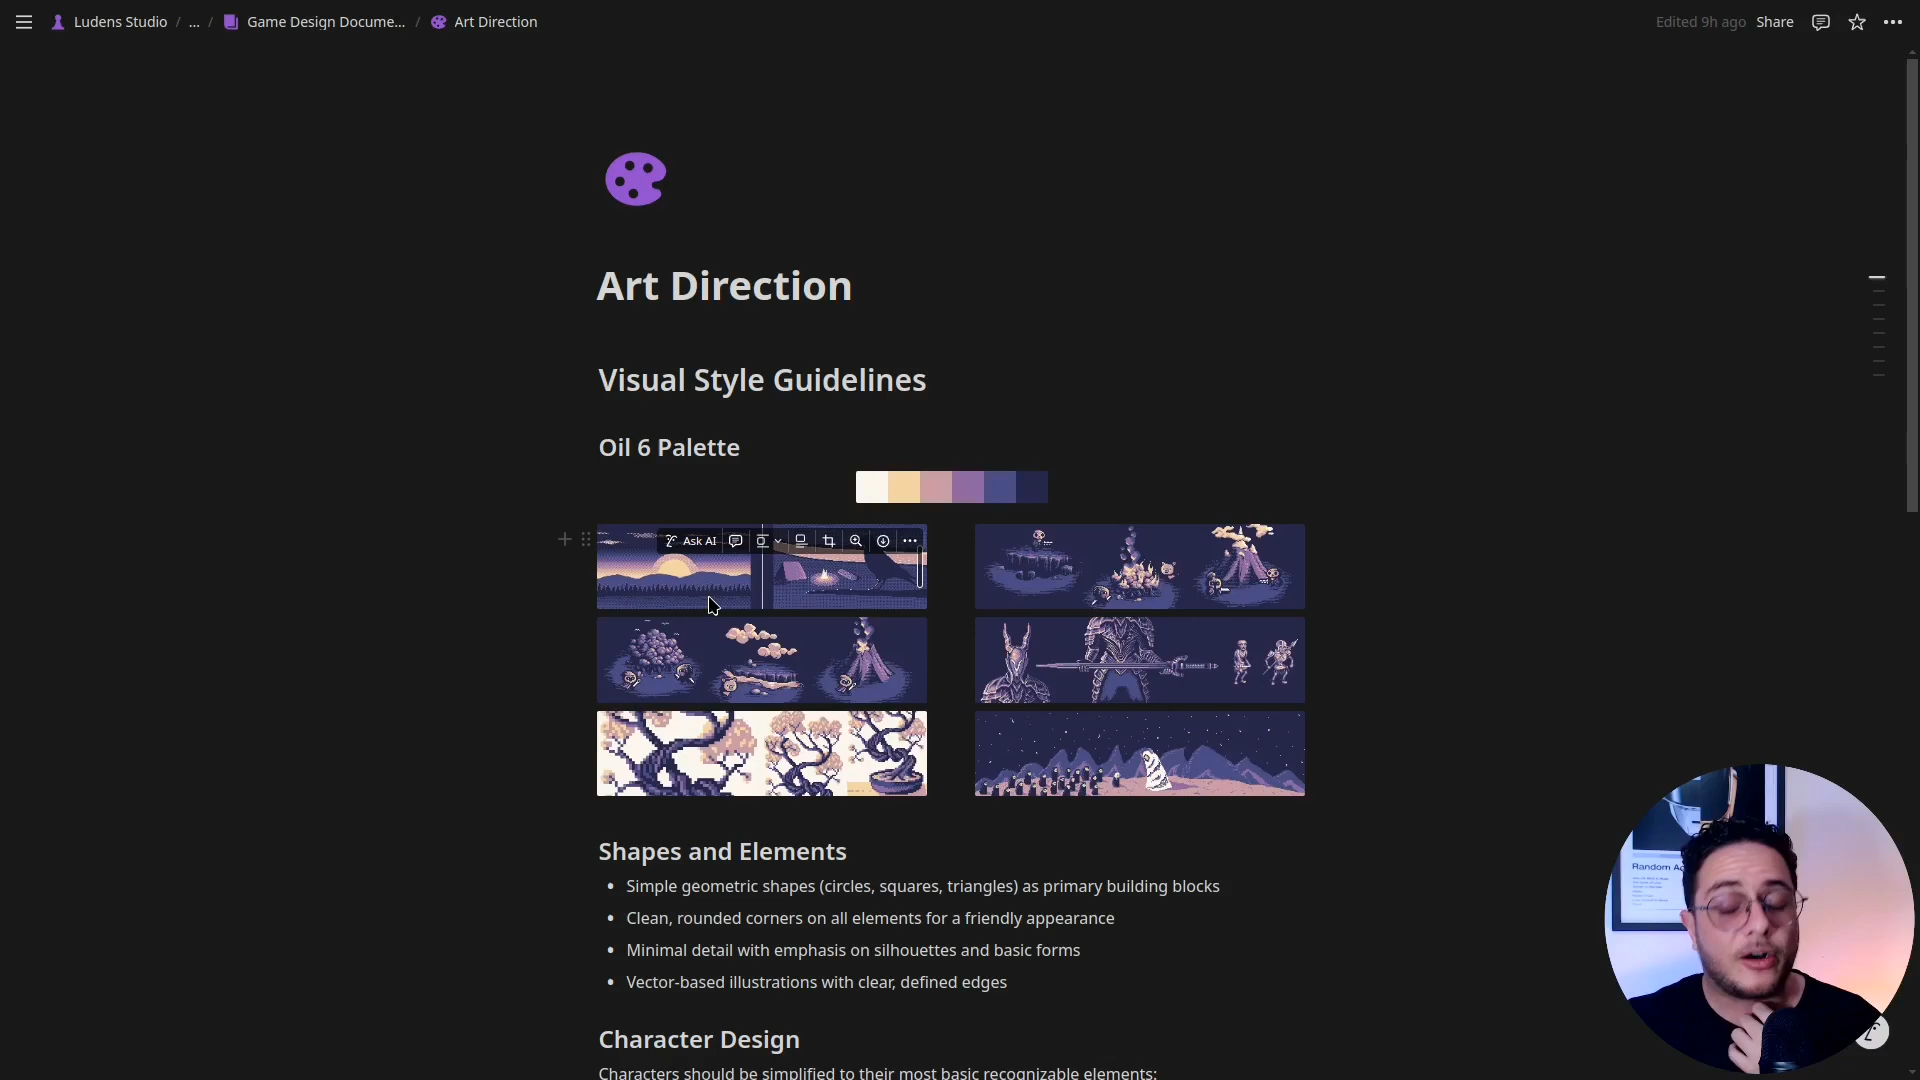 Ludens Studio / ... / Game Design Docume... / Art Direction
Edited 9h ago Share
Art Direction
Visual Style Guidelines
Oil 6 Palette
Ask AI
Shapes and Elements
• Simple geometric shapes (circles, squares, triangles) as primary building blocks
• Clean, rounded corners on all elements for a friendly appearance
• Minimal detail with emphasis on silhouettes and basic forms
• Vector-based illustrations with clear, defined edges
Character Design
Characters should be simplified to their most basic recognizable elements: